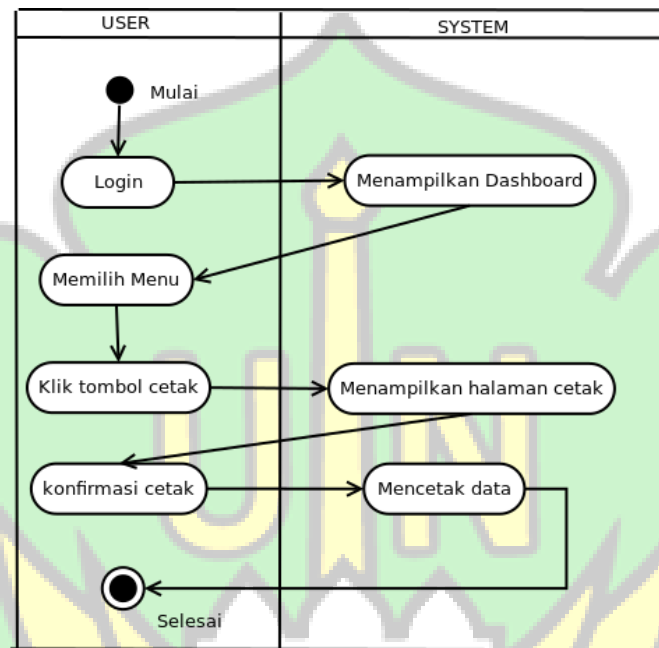 USER
SYSTEM
Mulai
Login
Menampilkan Dashboard
Memilih Menu
Klik tombol cetak
Menampilkan halaman cetak
konfirmasi cetak
Mencetak data
Selesai
UIN